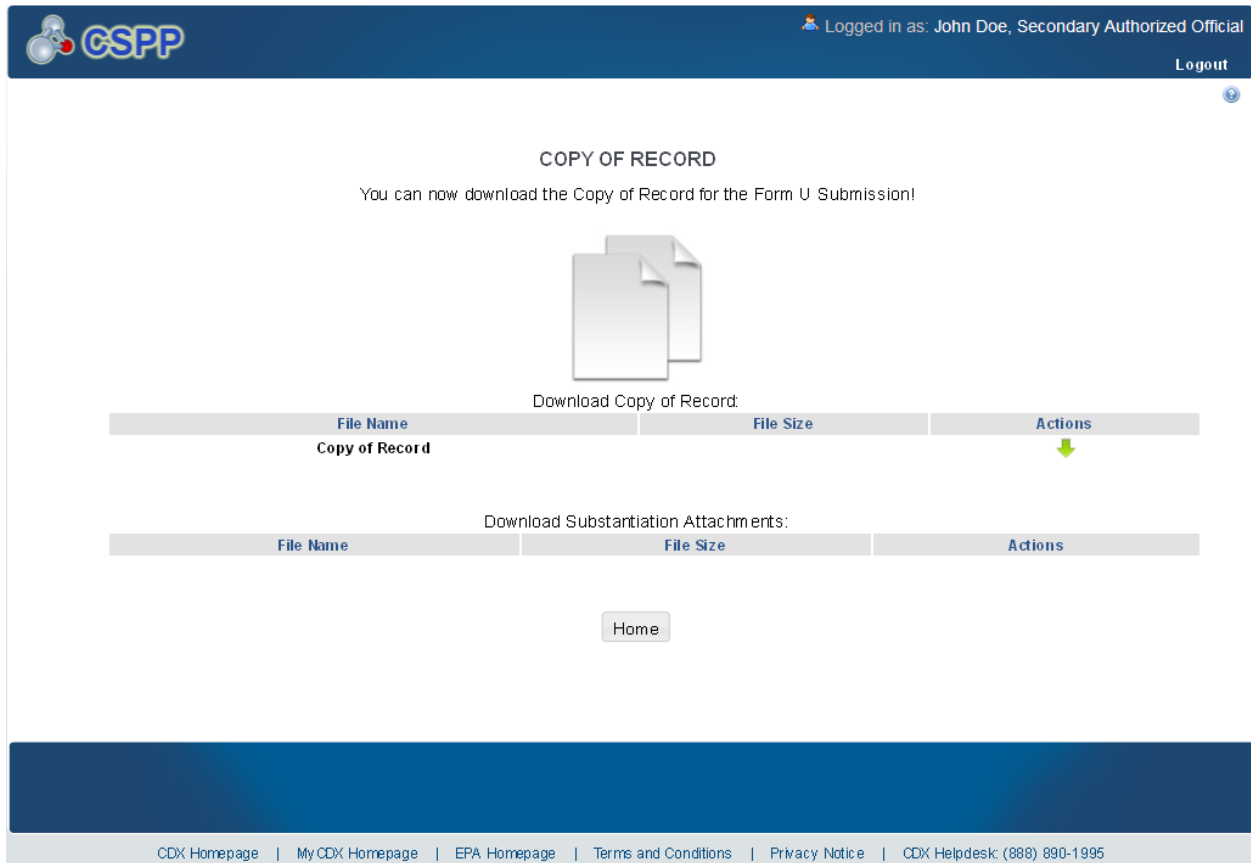 CSPP
Logged in as: John Doe, Secondary Authorized Official
Logout
COPY OF RECORD
You can now download the Copy of Record for the Form U Submission!
Download Copy of Record:
File Name File Size Actions
Copy of Record
Download Substantiation Attachments:
File Name File Size Actions
Home
CDX Homepage | MyCDX Homepage | EPA Homepage | Terms and Conditions | Privacy Notice | CDX Helpdesk: (888) 890-1995